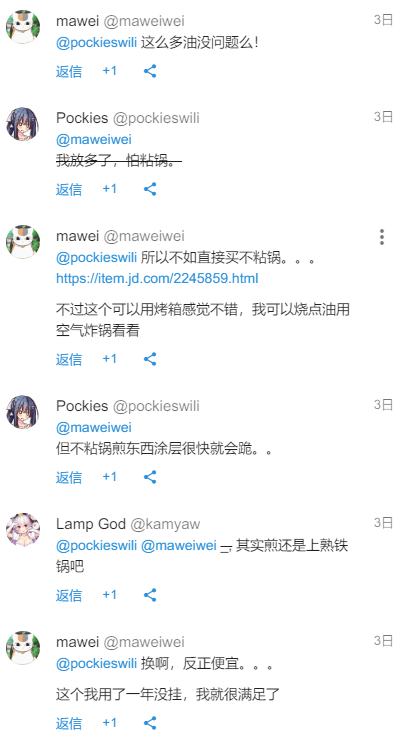 mawei @maweiwei 3日
@pockieswili 这么多油没问题么！
返信 +1
Pockies @pockieswili 3日
@maweiwei
我放多了，怕粘锅。
返信 +1
mawei @maweiwei
@pockieswili 所以不如直接买不粘锅。。。
https://item.jd.com/2245859.html
不过这个可以用烤箱感觉不错，我可以烧点油用
空气炸锅看看
返信 +1
Pockies @pockieswili 3日
@maweiwei
但不粘锅煎东西涂层很快就会跪。。
返信 +1
Lamp God @kamyaw 3日
@pockieswili @maweiwei 二，其实煎还是上熟铁
锅吧
返信 +1
mawei @maweiwei 3日
@pockieswili 换啊，反正便宜。。。
这个我用了一年没挂，我就很满足了
返信 +1